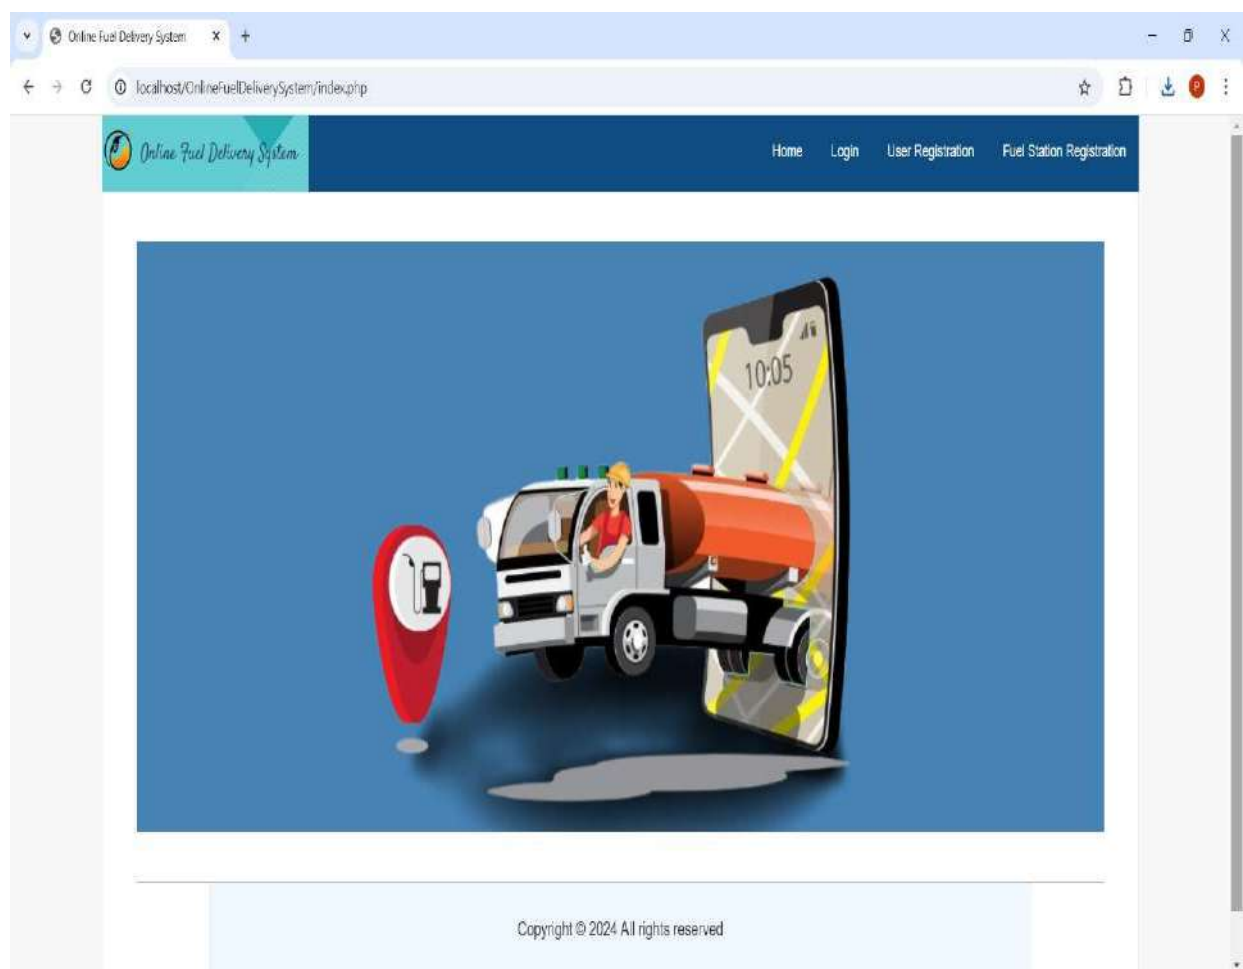 Online Fuel Delivery System
localhost/OnlineFuelDeliverySystem/index.php
P
Online Fuel Delivery System
Home Login User Registration Fuel Station Registration
10:05
Copyright © 2024 All rights reserved